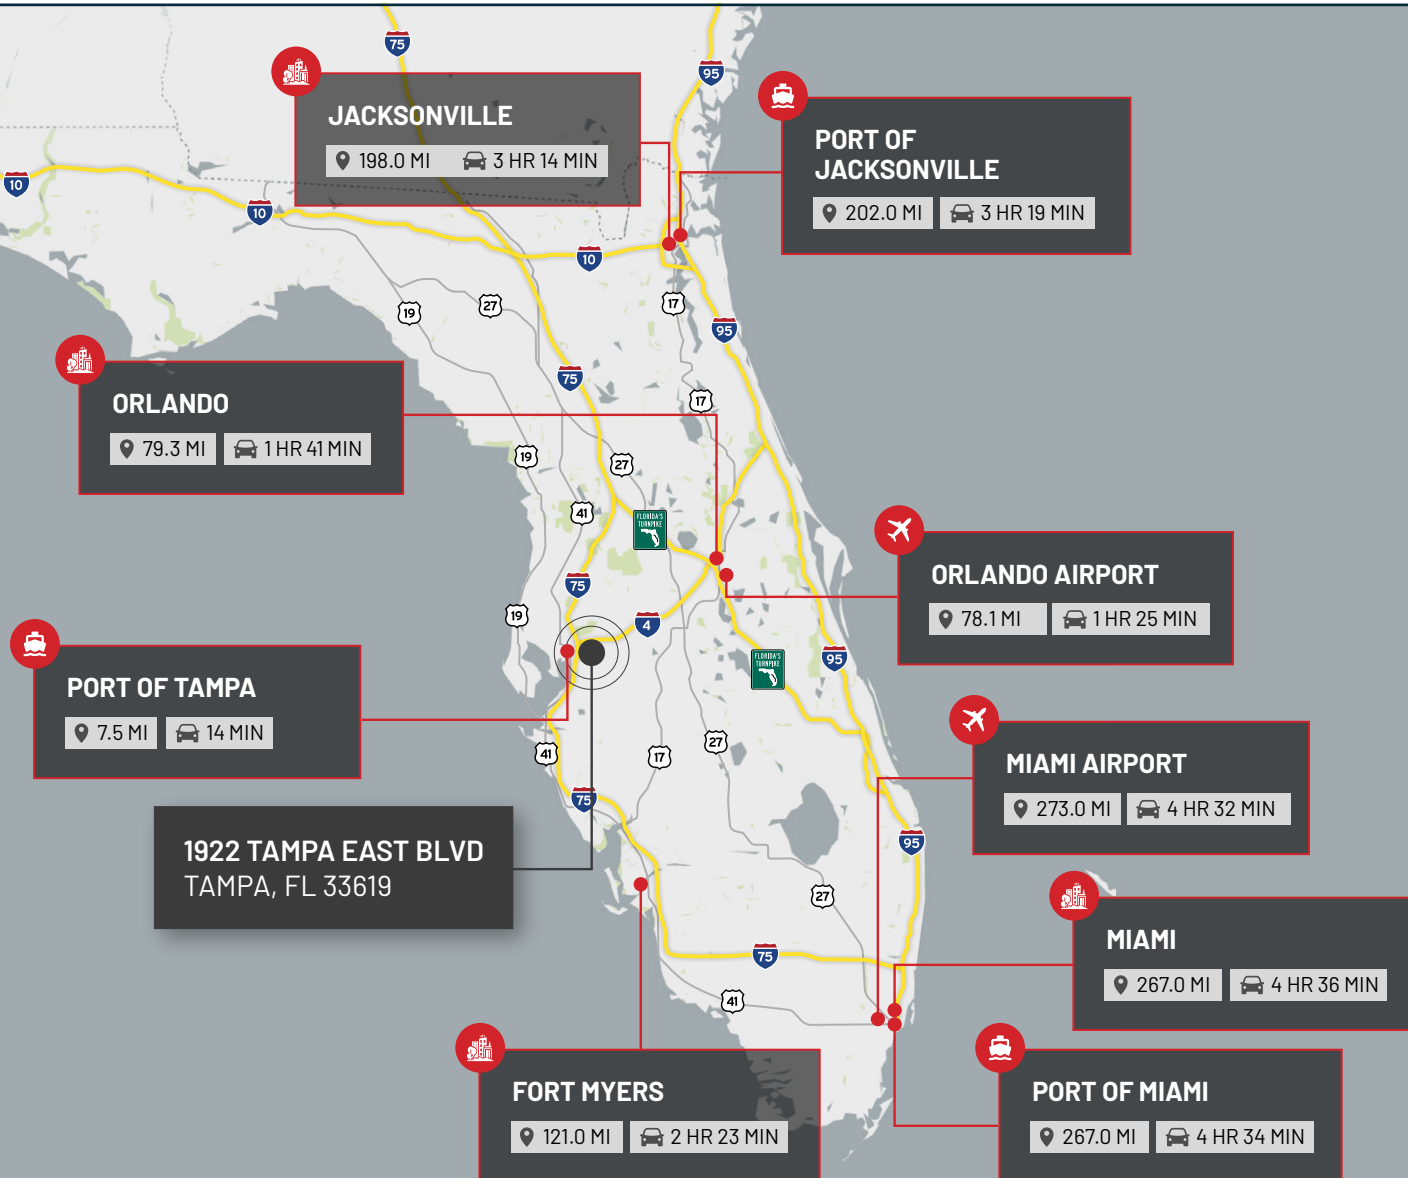 75
95
JACKSONVILLE
198.0 MI 3 HR 14 MIN
PORT OF
JACKSONVILLE
202.0 MI 3 HR 19 MIN
10
10
10
19
27
17
95
75
ORLANDO
79.3 MI 1 HR 41 MIN
17
19
27
41
FLORIDA'S
TURNPIKE
75
19
4
ORLANDO AIRPORT
78.1 MI 1 HR 25 MIN
FLORIDA'S
TURNPIKE
95
PORT OF TAMPA
7.5 MI 14 MIN
41
17
27
75
MIAMI AIRPORT
273.0 MI 4 HR 32 MIN
95
1922 TAMPA EAST BLVD
TAMPA, FL 33619
27
75
41
MIAMI
267.0 MI 4 HR 36 MIN
FORT MYERS
121.0 MI 2 HR 23 MIN
PORT OF MIAMI
267.0 MI 4 HR 34 MIN